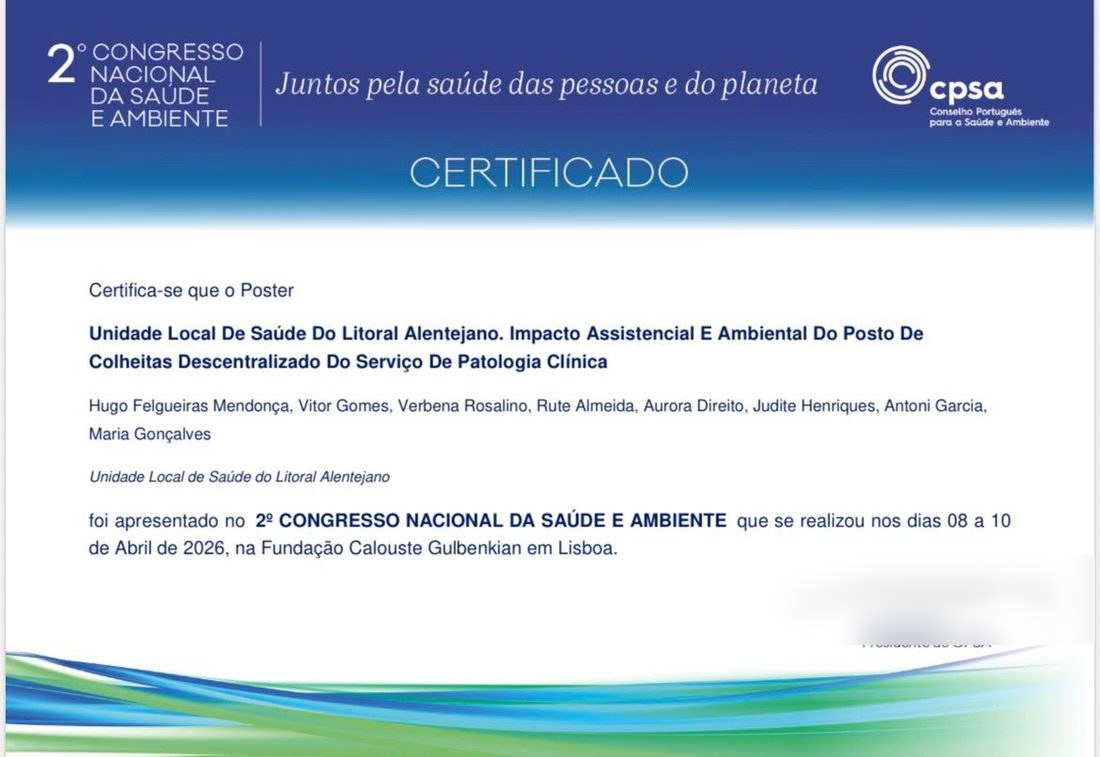 2º CONGRESSO
NACIONAL
DA SAÚDE
E AMBIENTE
Juntos pela saúde das pessoas e do planeta
cpsa
Conselho Português
para a Saúde e Ambiente
CERTIFICADO
Certifica-se que o Poster
Unidade Local De Saúde Do Litoral Alentejano. Impacto Assistencial E Ambiental Do Posto De
Colheitas Descentralizado Do Serviço De Patologia Clínica
Hugo Felgueiras Mendonça, Vitor Gomes, Verbena Rosalino, Rute Almeida, Aurora Direito, Judite Henriques, Antoni Garcia,
Maria Gonçalves
Unidade Local de Saúde do Litoral Alentejano
foi apresentado no 2º CONGRESSO NACIONAL DA SAÚDE E AMBIENTE que se realizou nos dias 08 a 10
de Abril de 2026, na Fundação Calouste Gulbenkian em Lisboa.